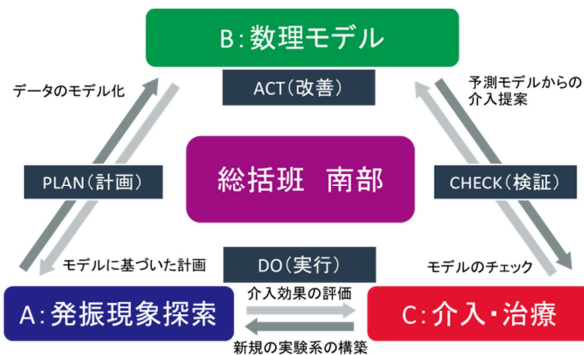 B：数理モデル
ACT（改善）
データのモデル化
予測モデルからの
介入提案
PLAN（計画）
総括班　南部
CHECK（検証）
モデルに基づいた計画
DO（実行）
モデルのチェック
A：発振現象探索
介入効果の評価
C：介入・治療
新規の実験系の構築